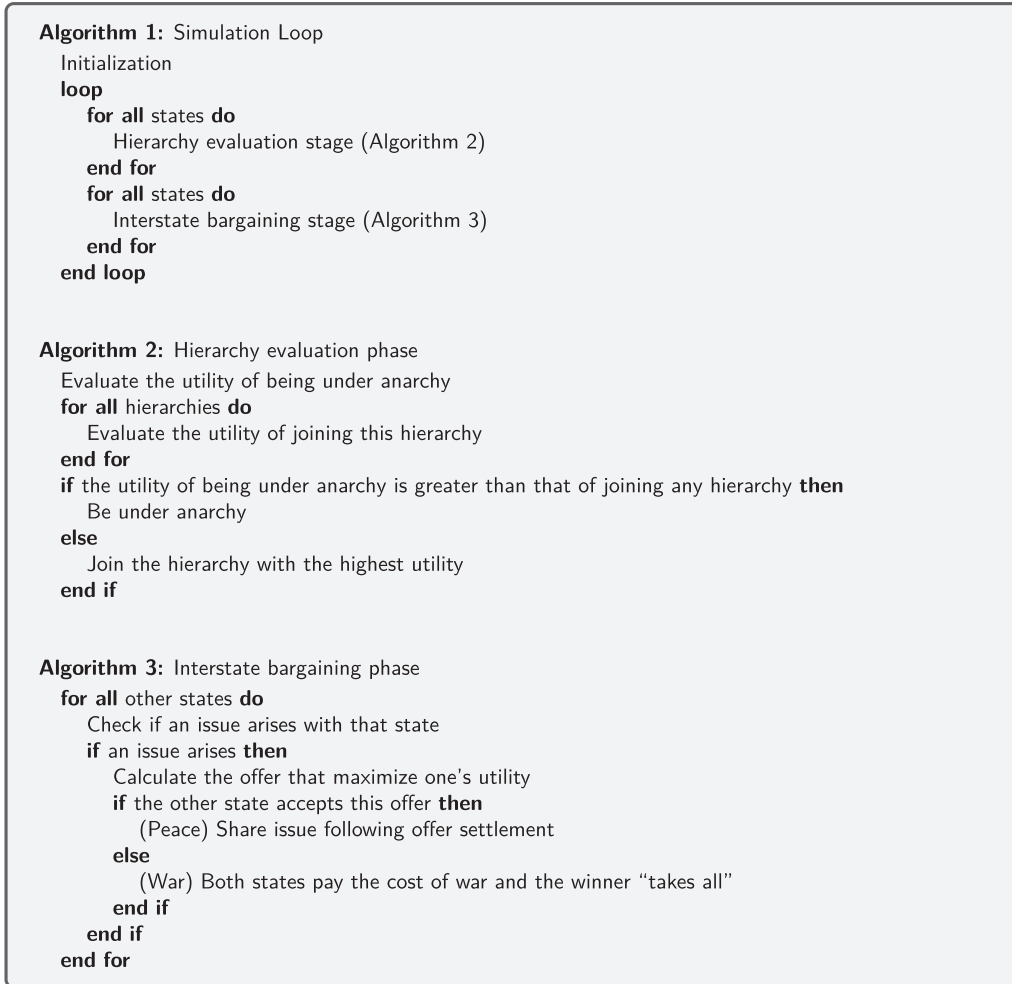 Algorithm 1: Simulation Loop
Initialization
loop
for all states do
Hierarchy evaluation stage (Algorithm 2)
end for
for all states do
Interstate bargaining stage (Algorithm 3)
end for
end loop
Algorithm 2: Hierarchy evaluation phase
Evaluate the utility of being under anarchy
for all hierarchies do
Evaluate the utility of joining this hierarchy
end for
if the utility of being under anarchy is greater than that of joining any hierarchy then
Be under anarchy
else
Join the hierarchy with the highest utility
end if
Algorithm 3: Interstate bargaining phase
for all other states do
Check if an issue arises with that state
if an issue arises then
Calculate the offer that maximize one's utility
if the other state accepts this offer then
(Peace) Share issue following offer settlement
else
(War) Both states pay the cost of war and the winner “takes all”
end if
end if
end for